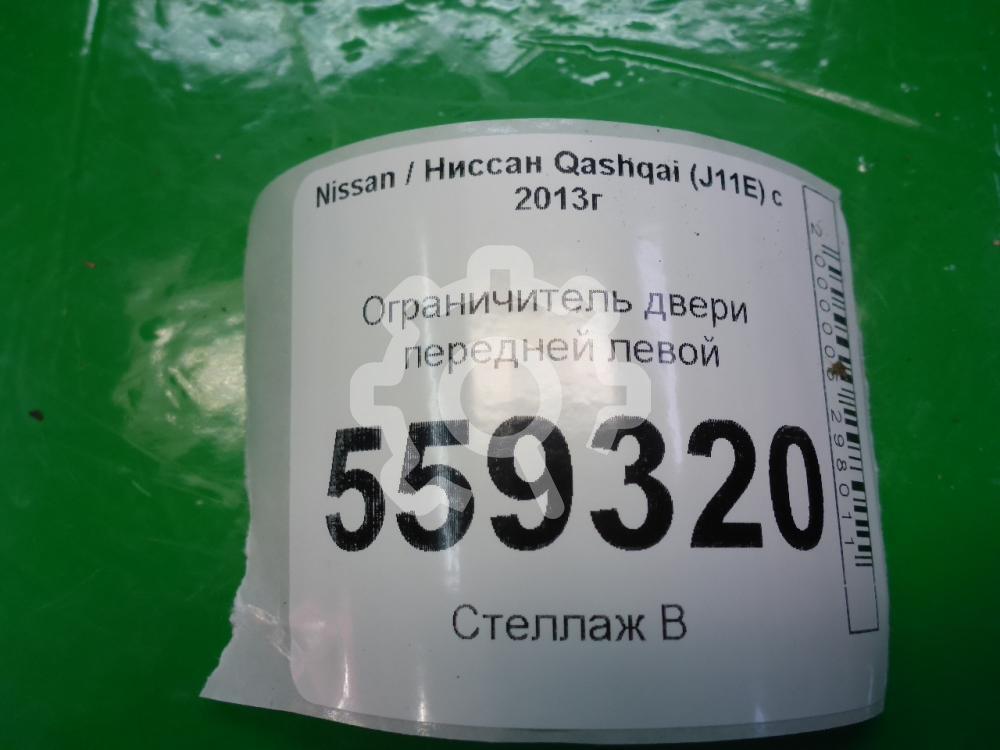 Nissan / Ниссан Qashqai (J11E) с
2013г
Ограничитель двери
передней левой
559320
Стеллаж В